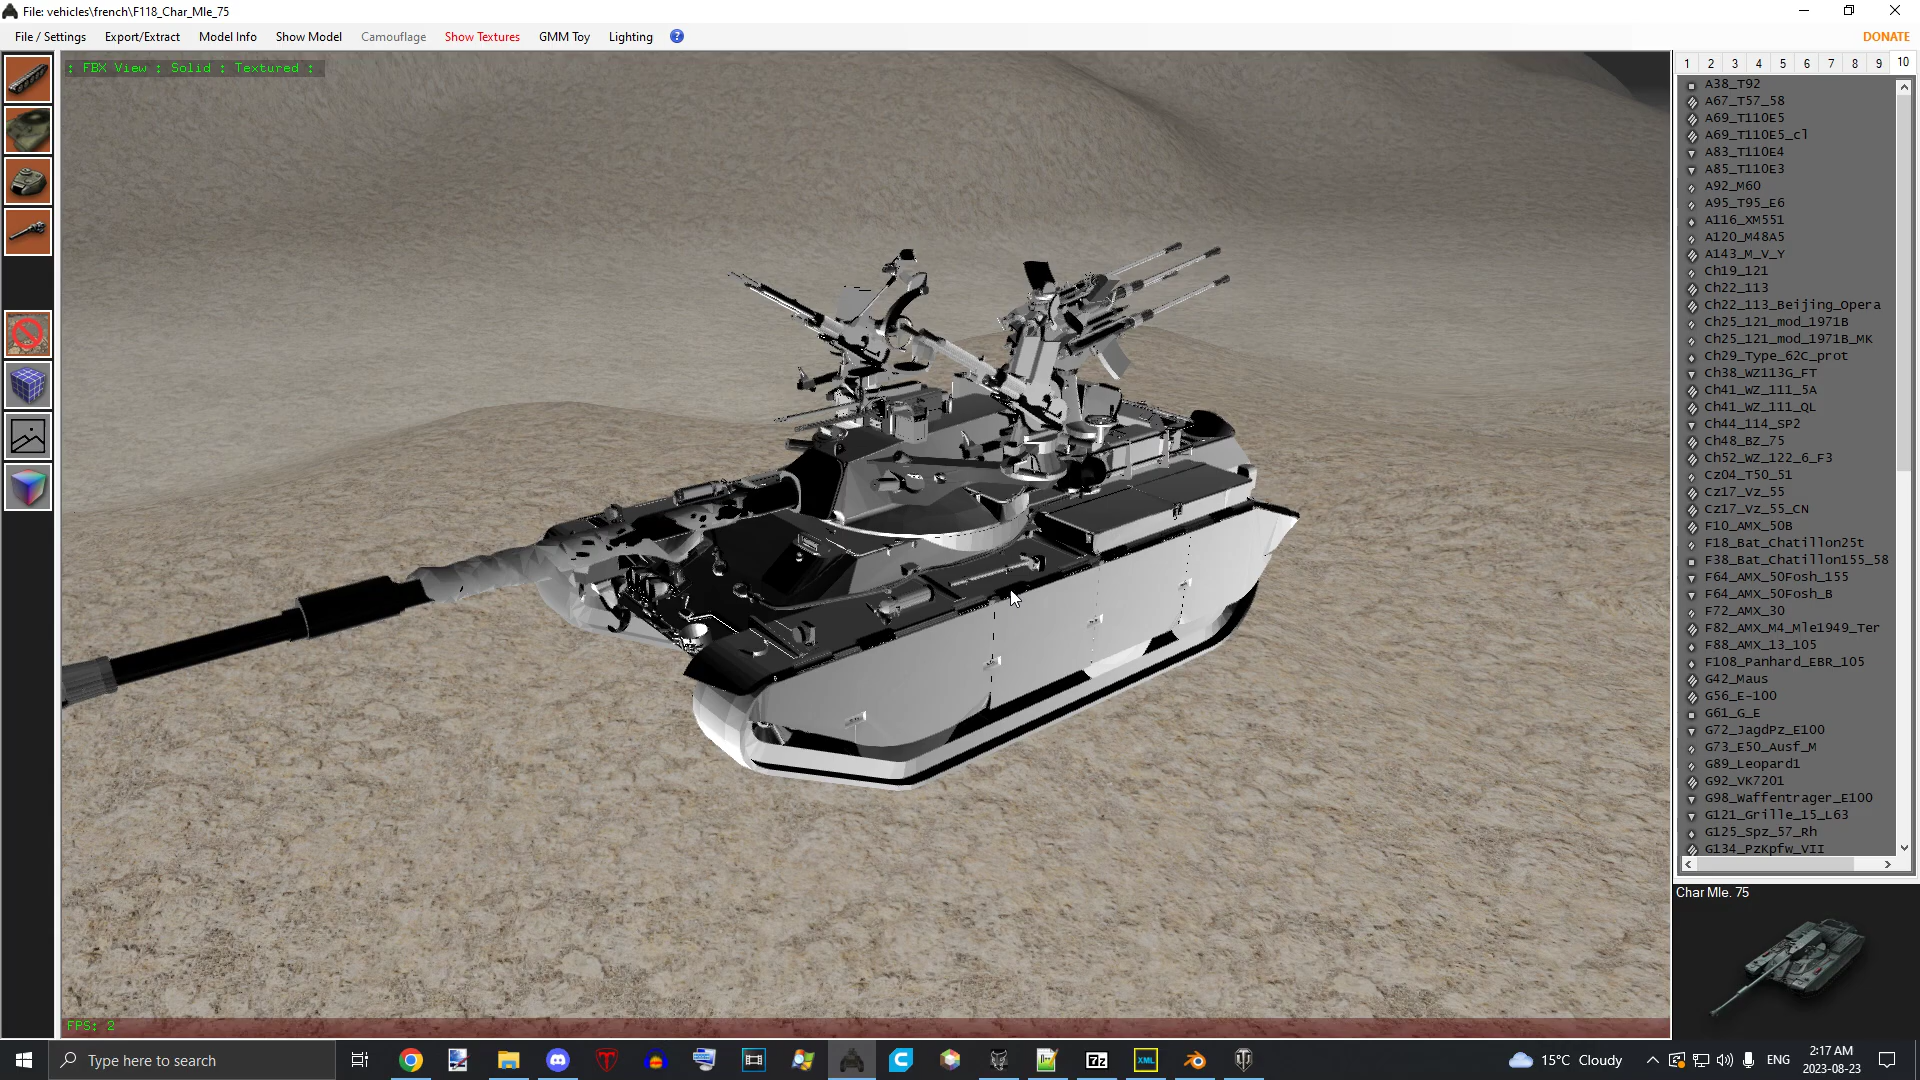 File: vehicles\french\F118_Char_Mle_75
File / Settings Export/Extract Model Info Show Model Camouflage Show Textures GMM Toy Lighting ? DONATE
: FBX View : Solid : Textured :
1 2 3 4 5 6 7 8 9 10
A38_T92
A67_T57_58
A69_T110E5
A69_T110E5_cl
A83_T110E4
A85_T110E3
A92_M60
A95_T95_E6
A116_XM551
A120_M48A5
A143_M_V_Y
Ch19_121
Ch22_113
Ch22_113_Beijing_Opera
Ch25_121_mod_1971B
Ch25_121_mod_1971B_MK
Ch29_Type_62C_prot
Ch38_WZ113G_FT
Ch41_WZ_111_5A
Ch41_WZ_111_QL
Ch44_114_SP2
Ch48_BZ_75
Ch52_WZ_122_6_F3
Cz04_T50_51
Cz17_Vz_55
Cz17_Vz_55_CN
F10_AMX_50B
F18_Bat_Chatillon25t
F38_Bat_Chatillon155_58
F64_AMX_50Fosh_155
F64_AMX_50Fosh_B
F72_AMX_30
F82_AMX_M4_Mle1949_Ter
F88_AMX_13_105
F108_Panhard_EBR_105
G42_Maus
G56_E-100
G61_G_E
G72_JagdPz_E100
G73_E50_Ausf_M
G89_Leopard1
G92_VK7201
G98_Waffentrager_E100
G121_Grille_15_L63
G125_Spz_57_Rh
G134_PzKpfw_VII
Char Mle. 75
FPS: 2
Type here to search
7z
XML
15°C Cloudy
ENG
2:17 AM
2023-08-23